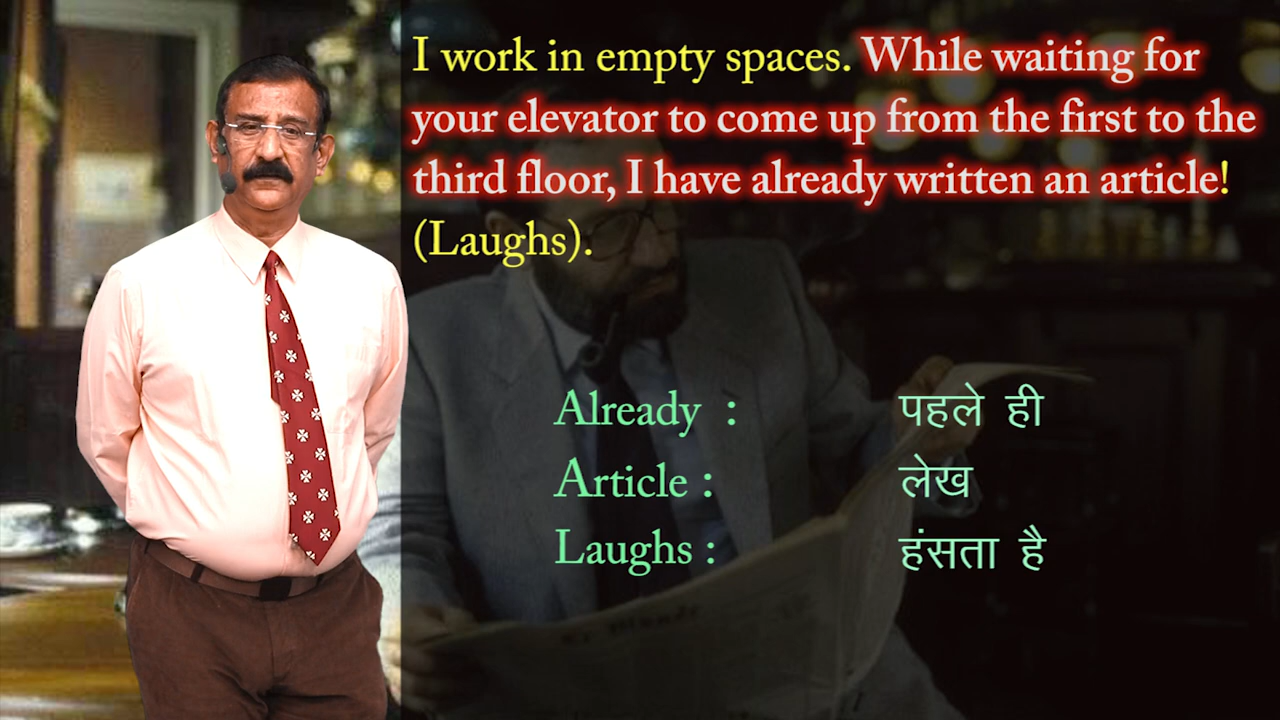 I work in empty spaces. While waiting for
your elevator to come up from the first to the
third floor, I have already written an article!
(Laughs).
Already : पहले ही
Article : लेख
Laughs : हंसता है